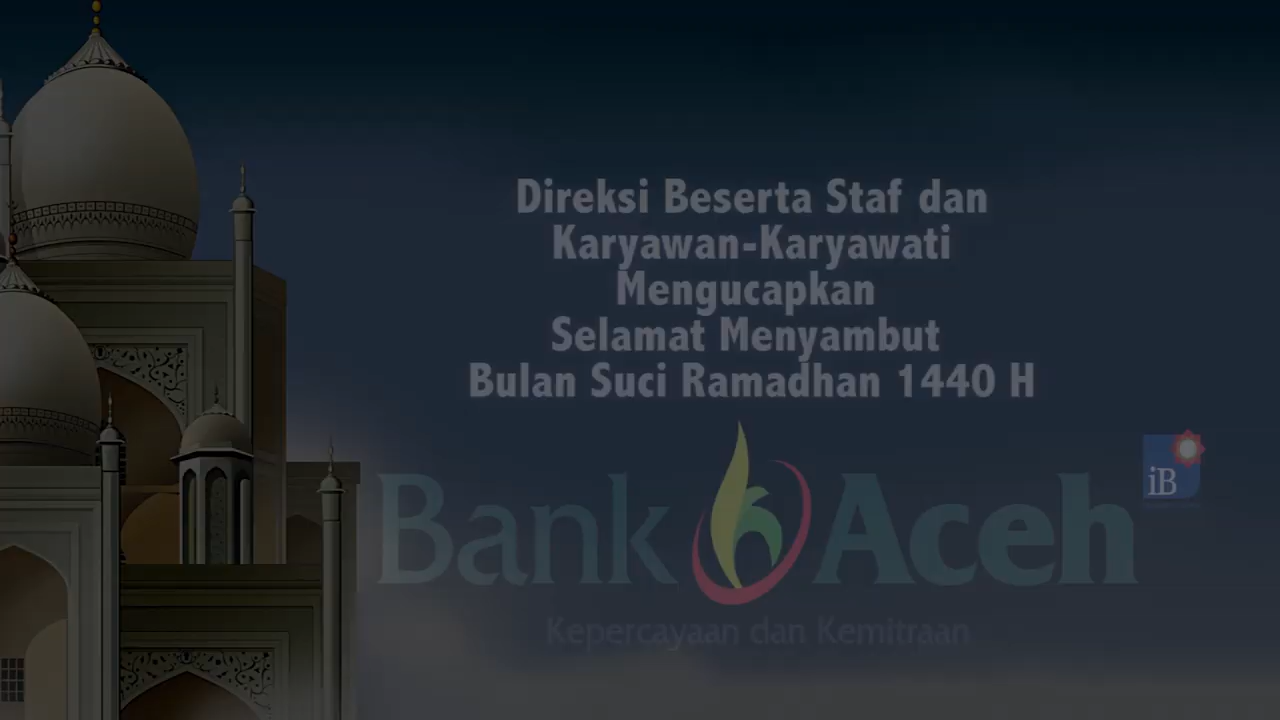 Direksi Beserta Staf dan
Karyawan-Karyawati
Mengucapkan
Selamat Menyambut
Bulan Suci Ramadhan 1440 H
Bank Aceh
iB
Kepercayaan dan Kemitraan